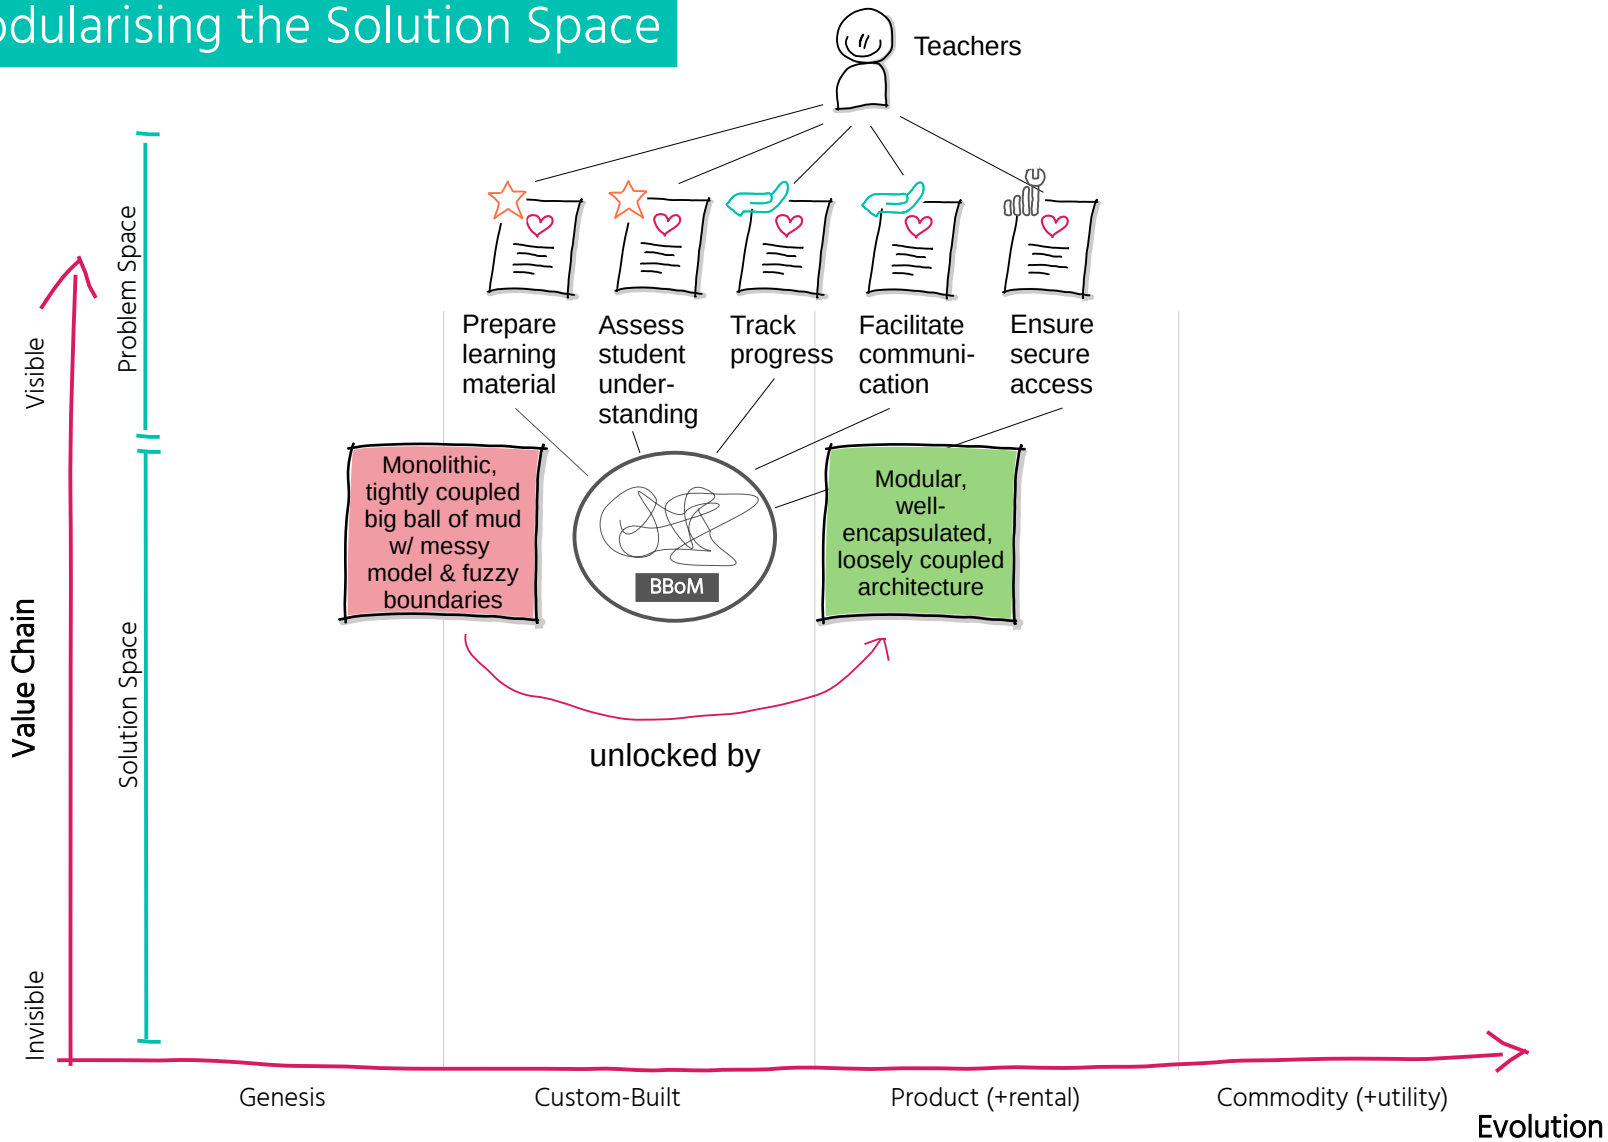 odularising the Solution Space
Teachers
Problem Space
Visible
Prepare
learning
material
Assess
student
under-
standing
Track
progress
Facilitate
communi-
cation
Ensure
secure
access
Monolithic,
tightly coupled
big ball of mud
w/ messy
model & fuzzy
boundaries
BBoM
Modular,
well-
encapsulated,
loosely coupled
architecture
unlocked by
Value Chain
Solution Space
Invisible
Genesis
Custom-Built
Product (+rental)
Commodity (+utility)
Evolution